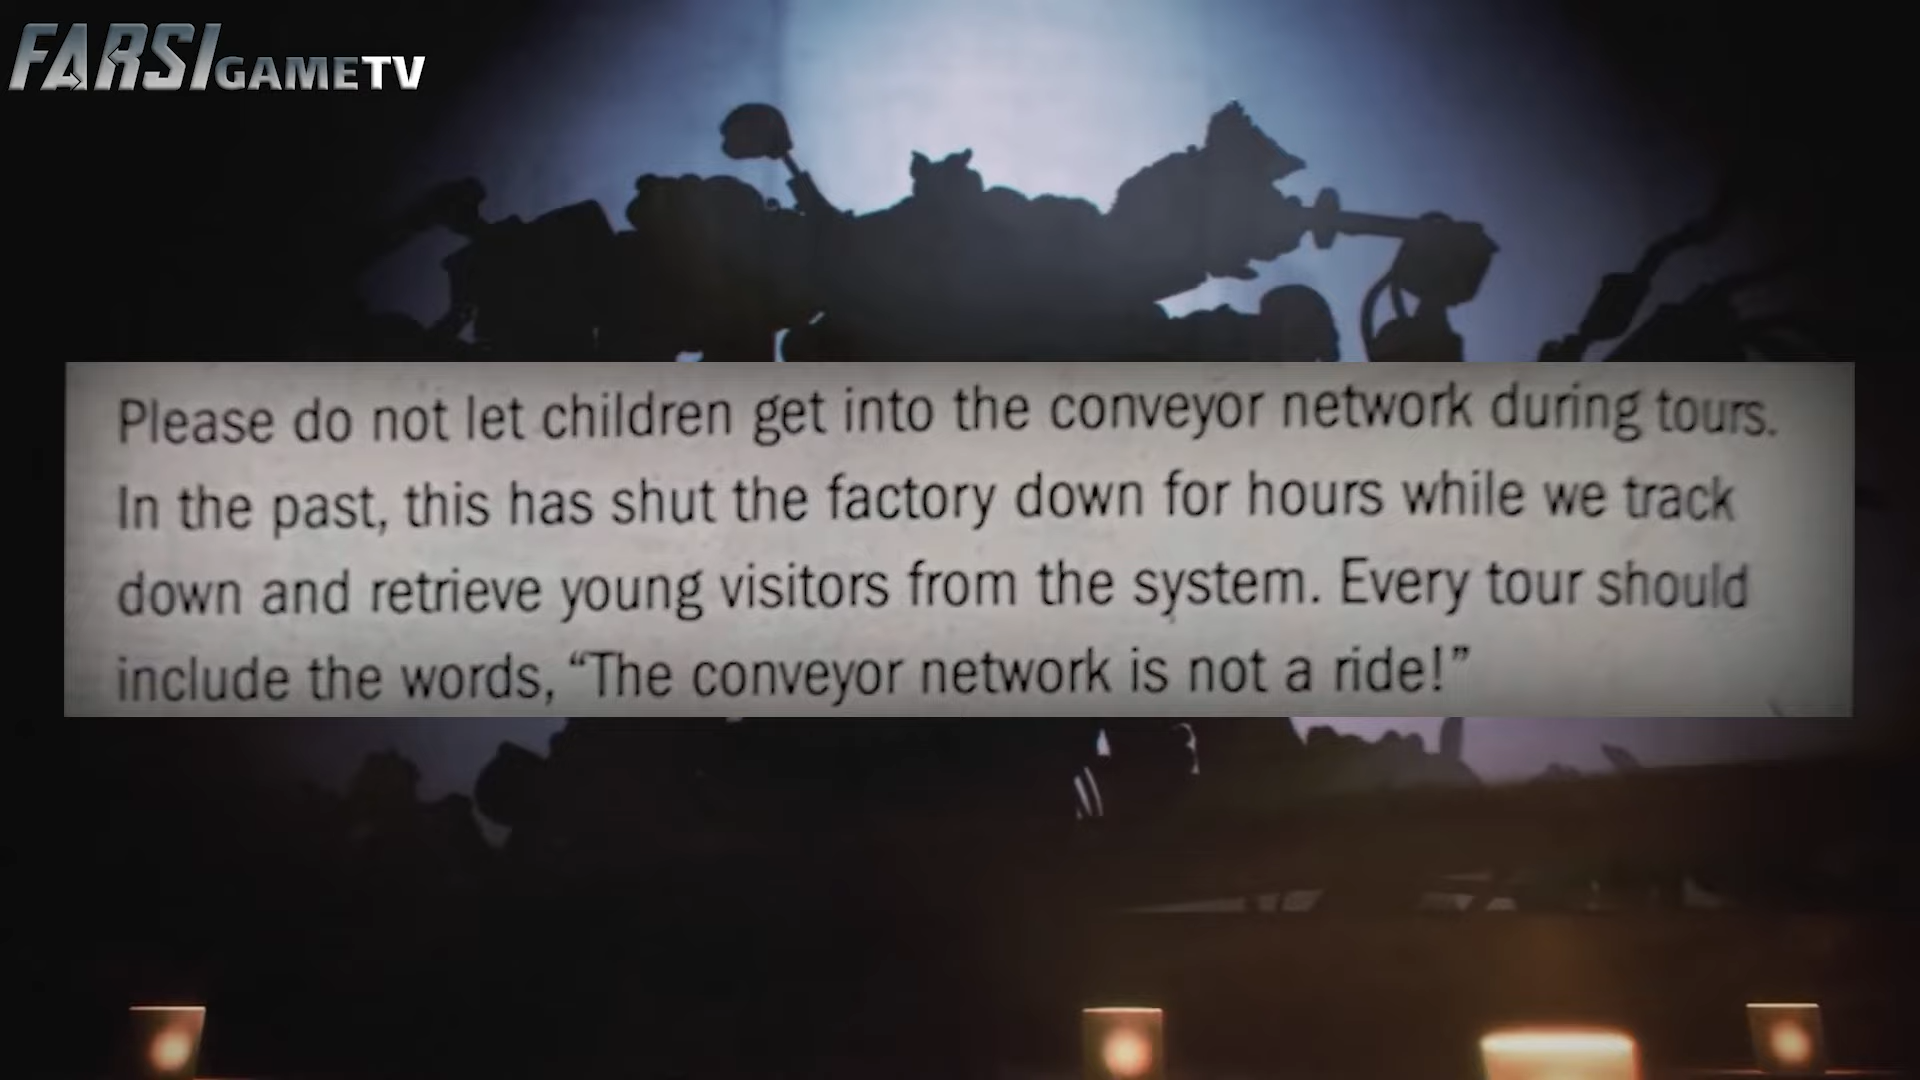 FARSIGAMETV
Please do not let children get into the conveyor network during tours.
In the past, this has shut the factory down for hours while we track
down and retrieve young visitors from the system. Every tour should
include the words, “The conveyor network is not a ride!”